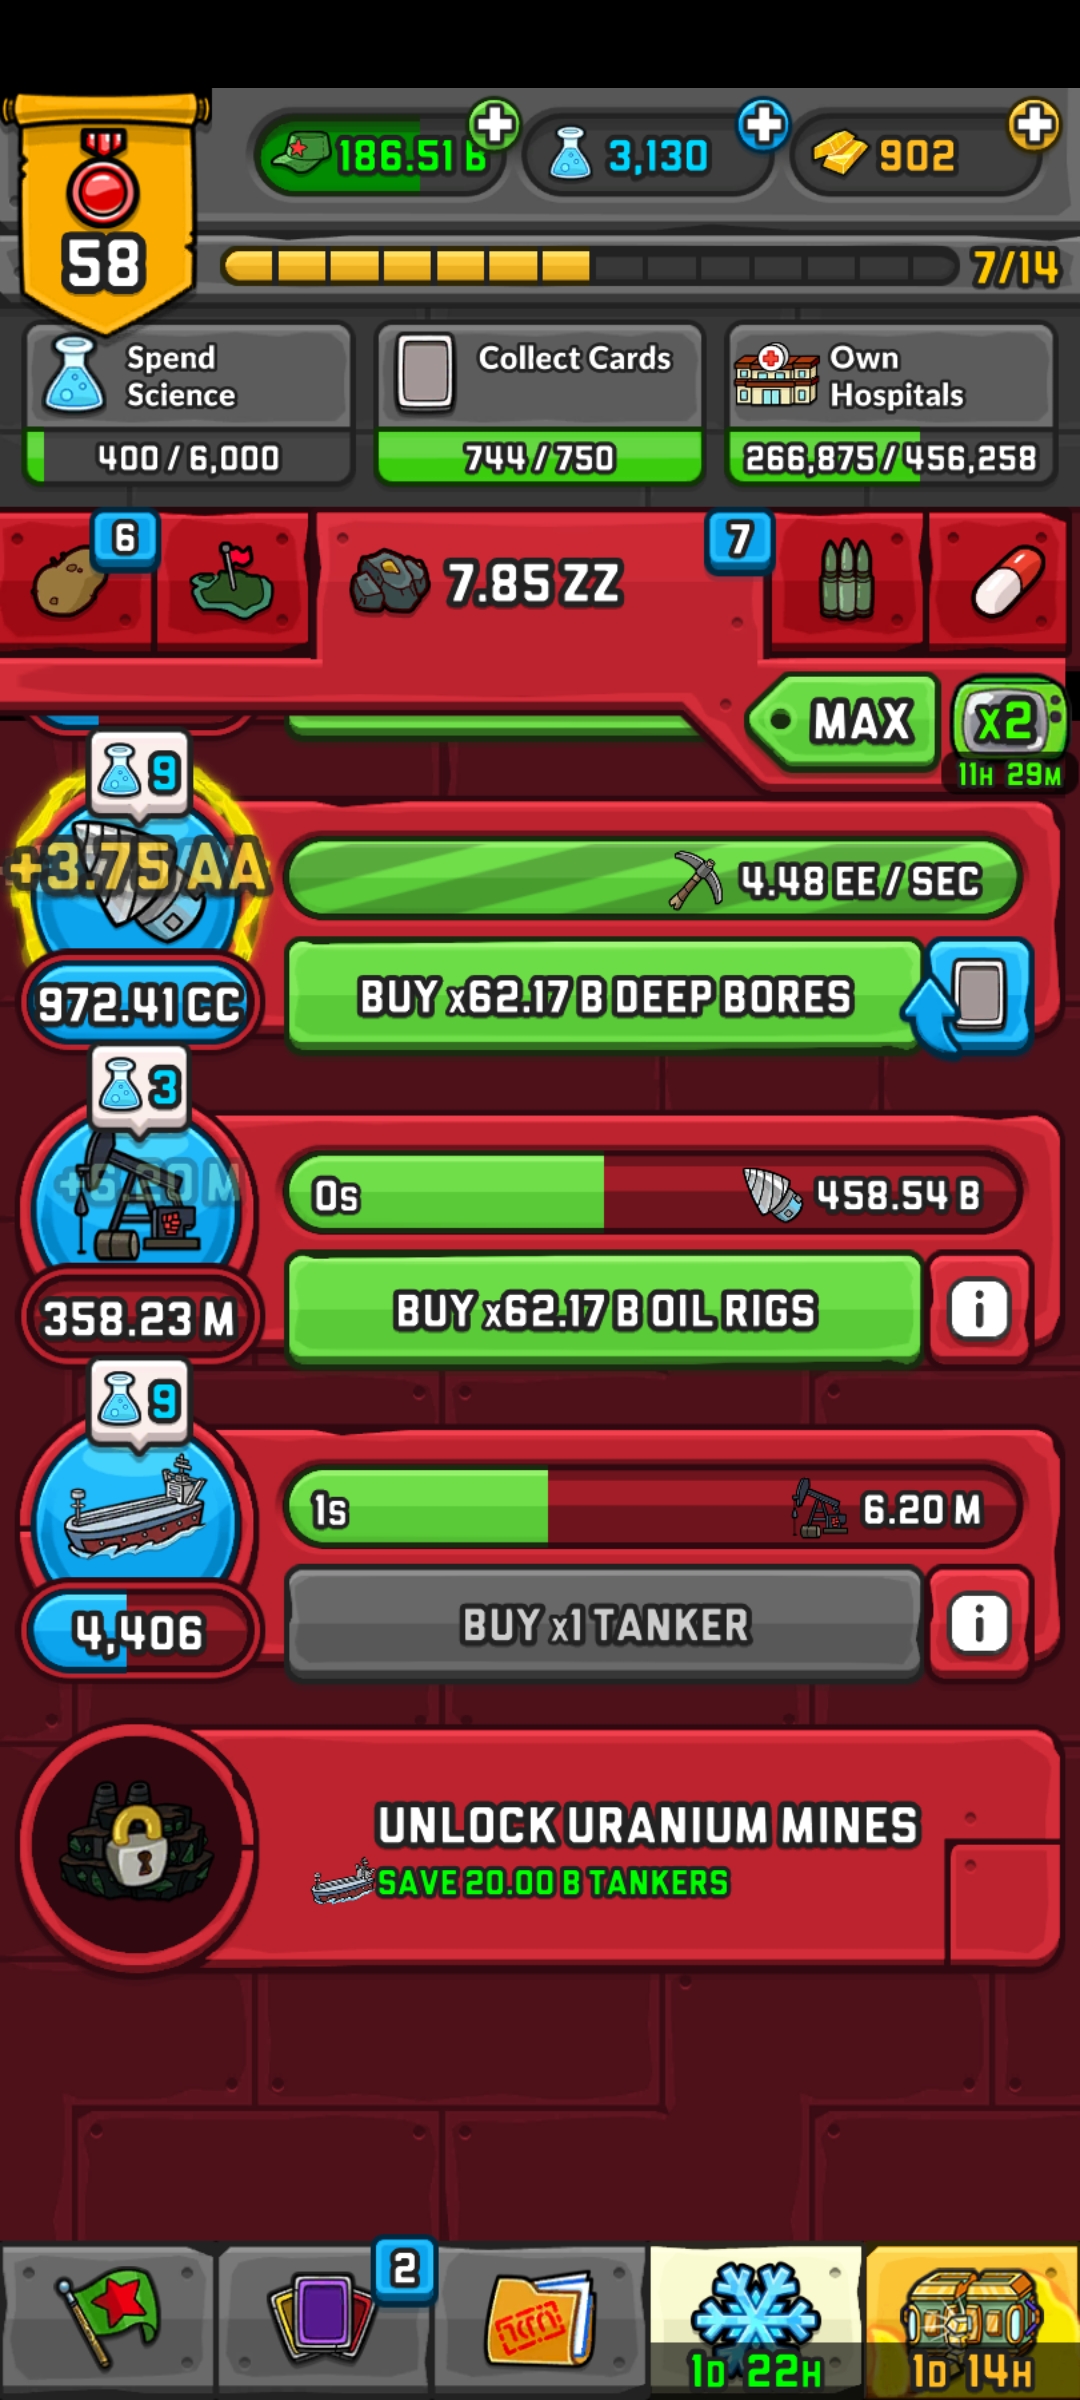 186.51 B
3,130
902
58
7/14
Spend
Science
Collect Cards
Own
Hospitals
400 / 6,000
744 / 750
266,875 / 456,258
6
7.85 ZZ
7
MAX
x2
11H 29M
9
+3.75 AA
4.48 EE / SEC
972.41 CC
BUY x62.17 B DEEP BORES
3
+6.20 M
0s
458.54 B
358.23 M
BUY x62.17 B OIL RIGS
i
9
1s
6.20 M
4,406
BUY x1 TANKER
i
UNLOCK URANIUM MINES
SAVE 20.00 B TANKERS
2
1D 22H
1D 14H